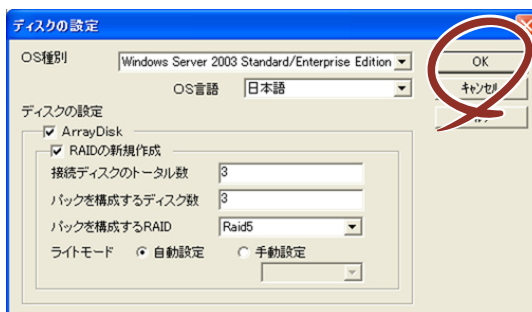 ディスクの設定
OS種別 Windows Server 2003 Standard/Enterprise Edition
OK
OS言語 日本語
キャンセル
ディスクの設定
ArrayDisk
RAIDの新規作成
接続ディスクのトータル数 3
パックを構成するディスク数 3
パックを構成するRAID Raid5
ライトモード 自動設定 手動設定